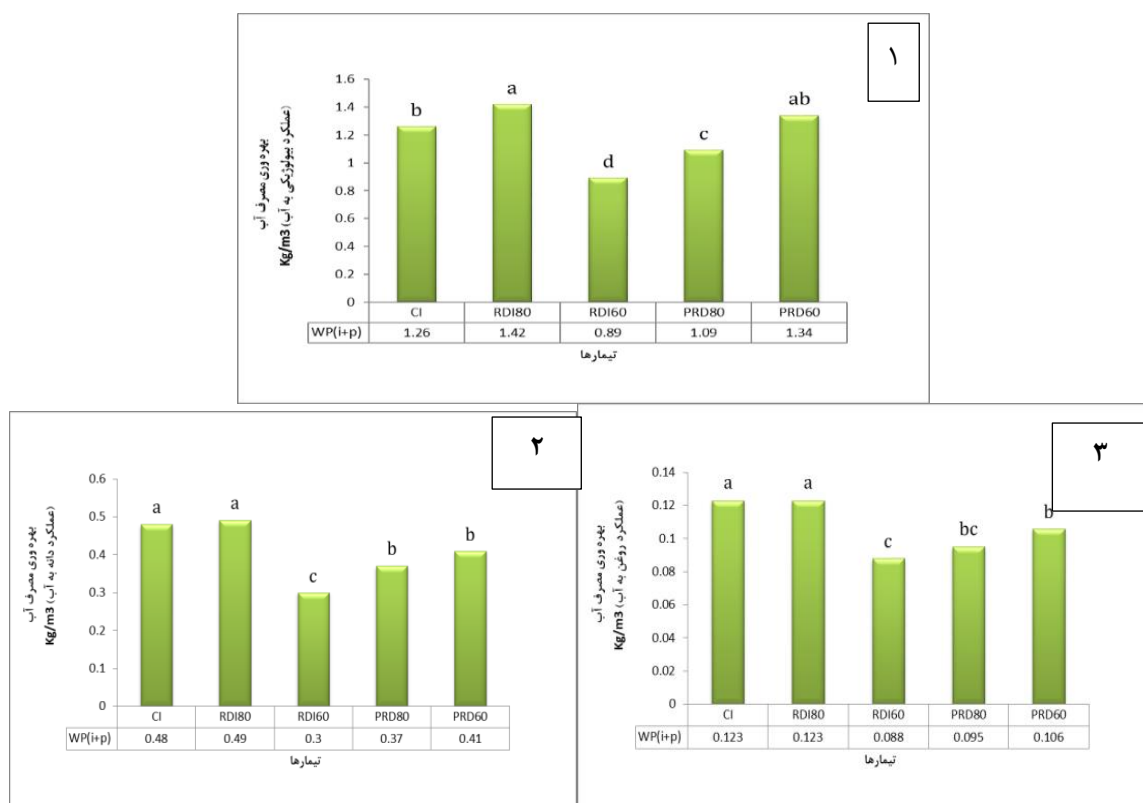 ۱
بهره وری مصرف آب
(عملکرد بیولوژیکی به آب) Kg/m3
1.6
1.4
1.2
1
0.8
0.6
0.4
0.2
0
b
a
d
c
ab
CI RDI80 RDI60 PRD80 PRD60
WP(i+p) 1.26 1.42 0.89 1.09 1.34
تیمارها
۲
بهره وری مصرف آب
(عملکرد دانه به آب) Kg/m3
0.6
0.5
0.4
0.3
0.2
0.1
0
a
a
c
b
b
CI RDI80 RDI60 PRD80 PRD60
WP(i+p) 0.48 0.49 0.3 0.37 0.41
تیمارها
۳
بهره وری مصرف آب
(عملکرد روغن به آب) Kg/m3
0.14
0.12
0.1
0.08
0.06
0.04
0.02
0
a
a
c
bc
b
CI RDI80 RDI60 PRD80 PRD60
WP(i+p) 0.123 0.123 0.088 0.095 0.106
تیمارها